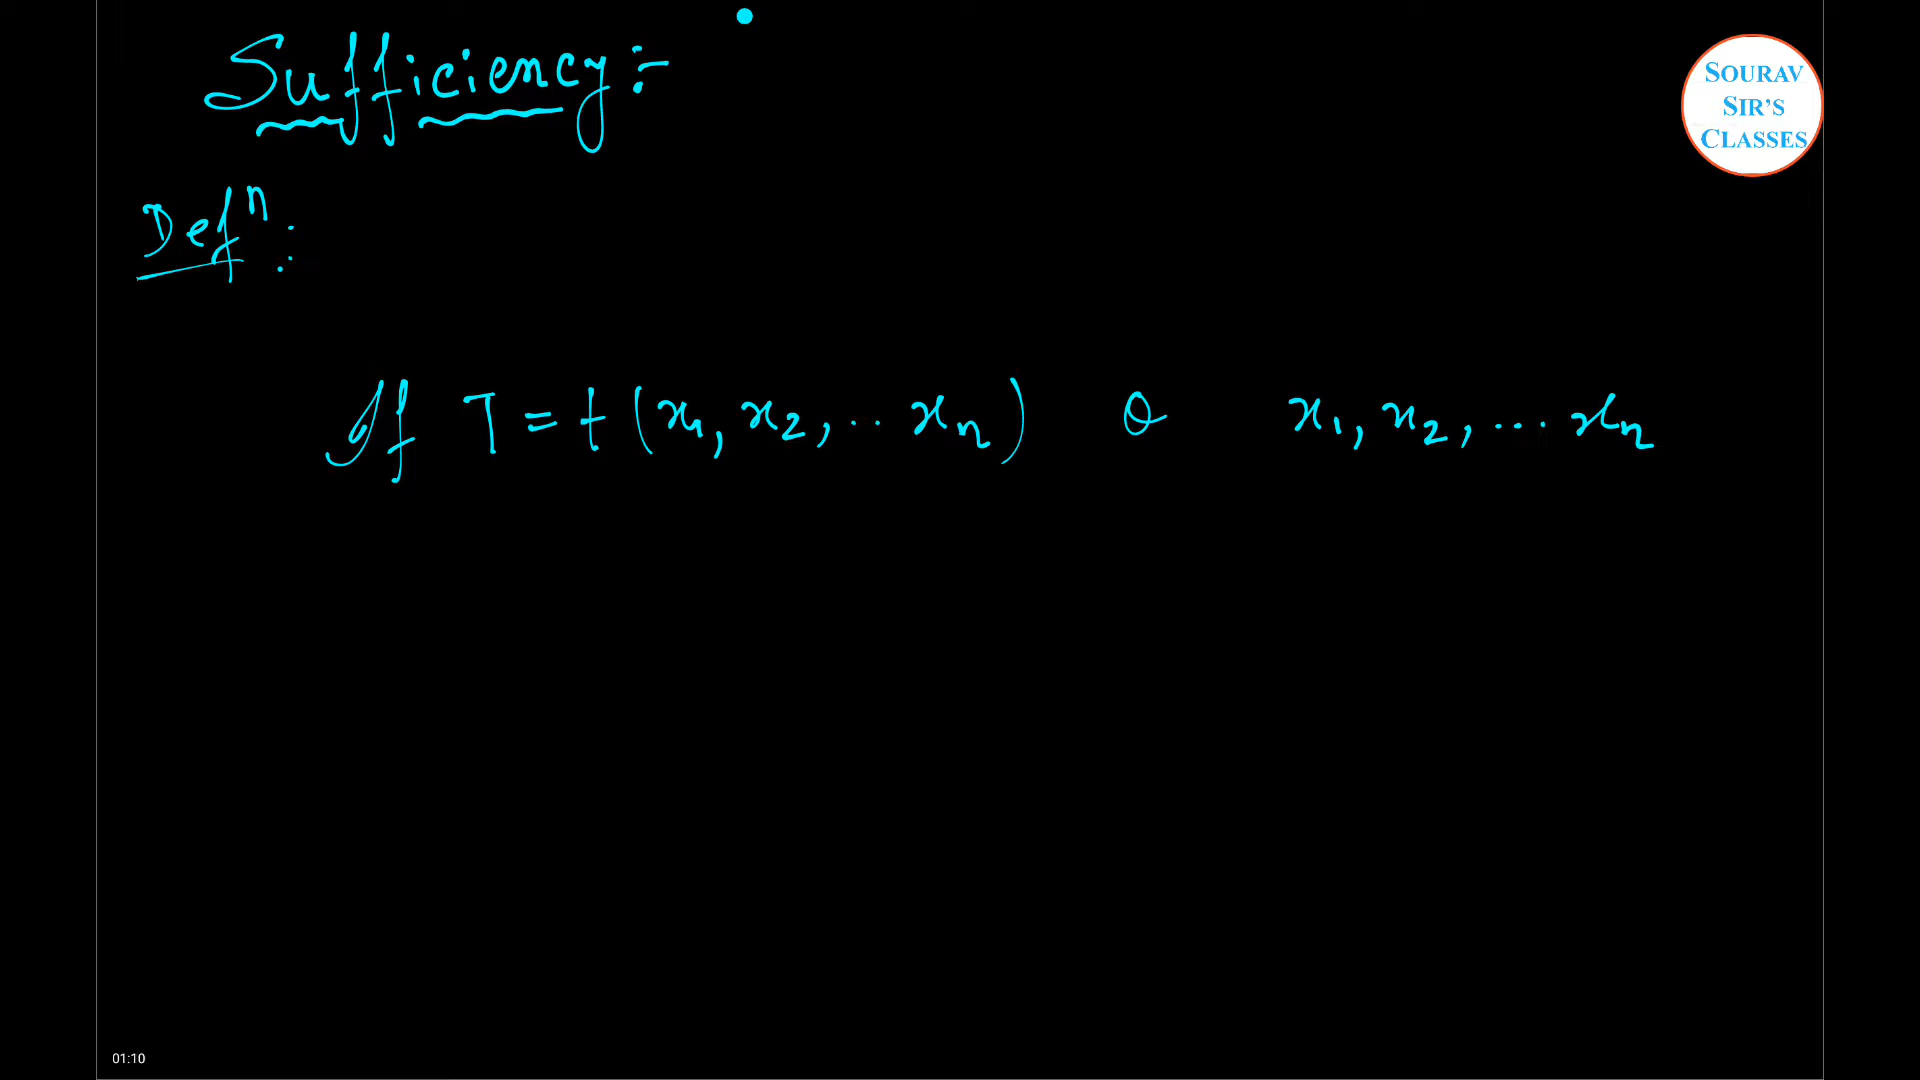 Sufficiency:-
SOURAV
SIR'S
CLASSES
Defⁿ:
If T = t (x₁, x₂, .. xₙ) θ x₁, x₂, ... xₙ
01:10